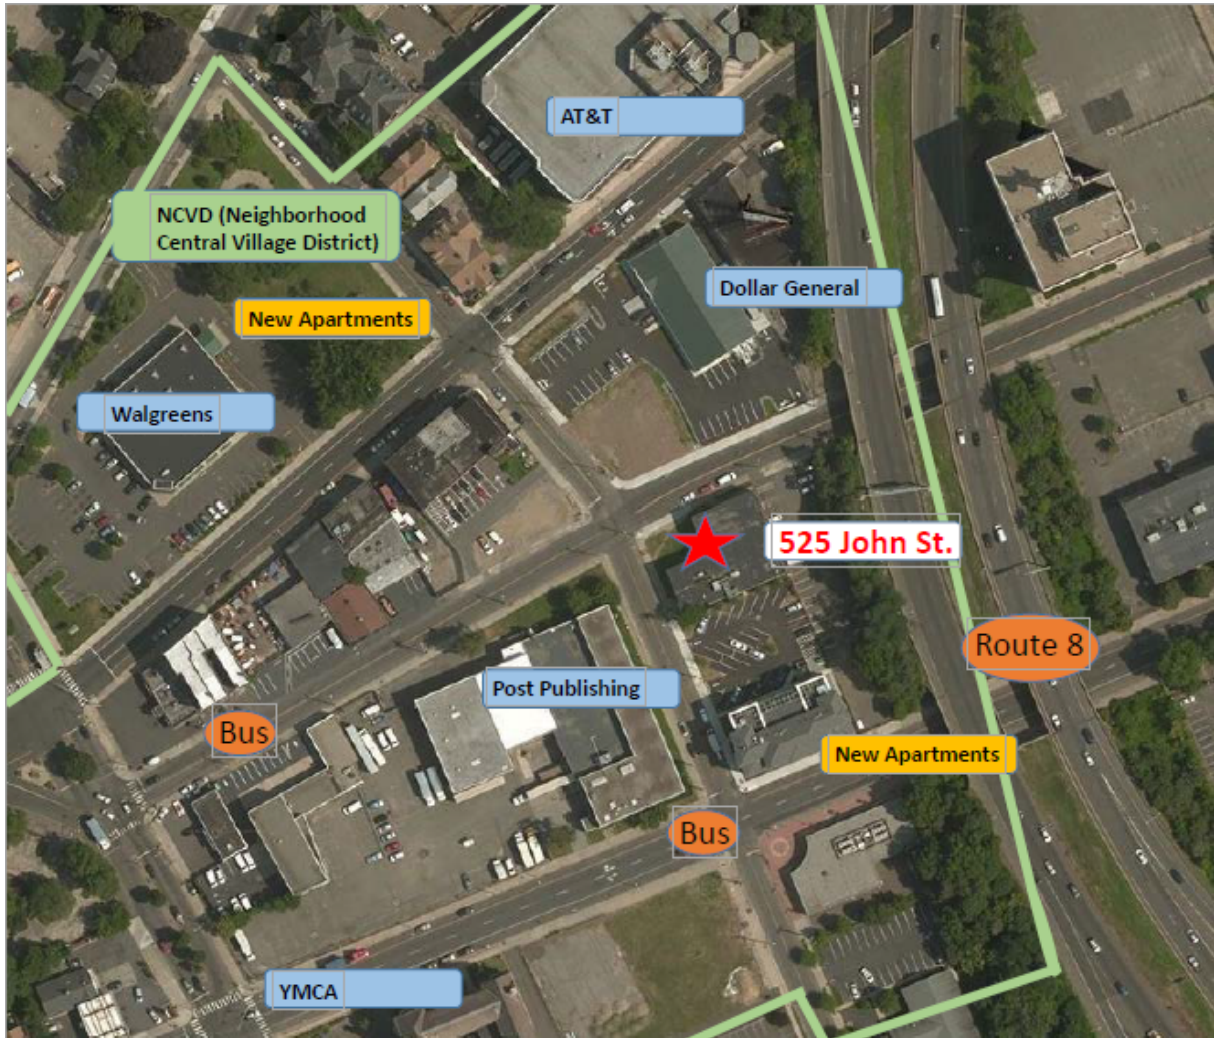 AT&T
NCVD (Neighborhood
Central Village District)
Dollar General
New Apartments
Walgreens
525 John St.
Route 8
Post Publishing
Bus
New Apartments
Bus
YMCA